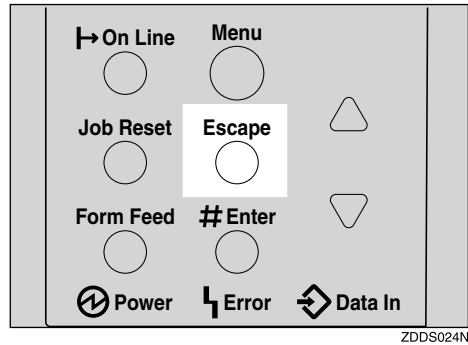 On Line Menu
Job Reset Escape
Form Feed # Enter
Power Error Data In
ZDDS024N